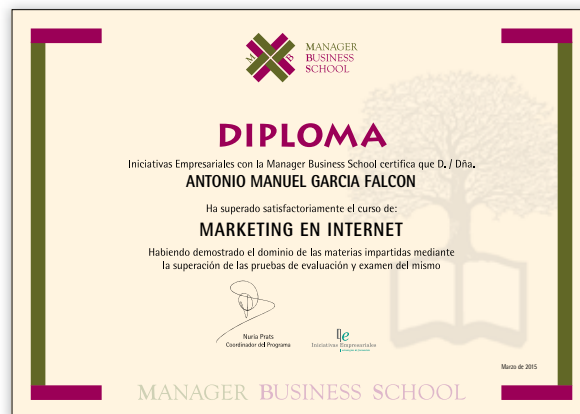 M B
MANAGER
BUSINESS
SCHOOL
DIPLOMA
Iniciativas Empresariales con la Manager Business School certifica que D. / Dña.
ANTONIO MANUEL GARCIA FALCON
Ha superado satisfactoriamente el curso de:
MARKETING EN INTERNET
Habiendo demostrado el dominio de las materias impartidas mediante
la superación de las pruebas de evaluación y examen del mismo
Nuria Prats
Coordinador del Programa
Ie
Iniciativas Empresariales
Marzo de 2015
MANAGER BUSINESS SCHOOL